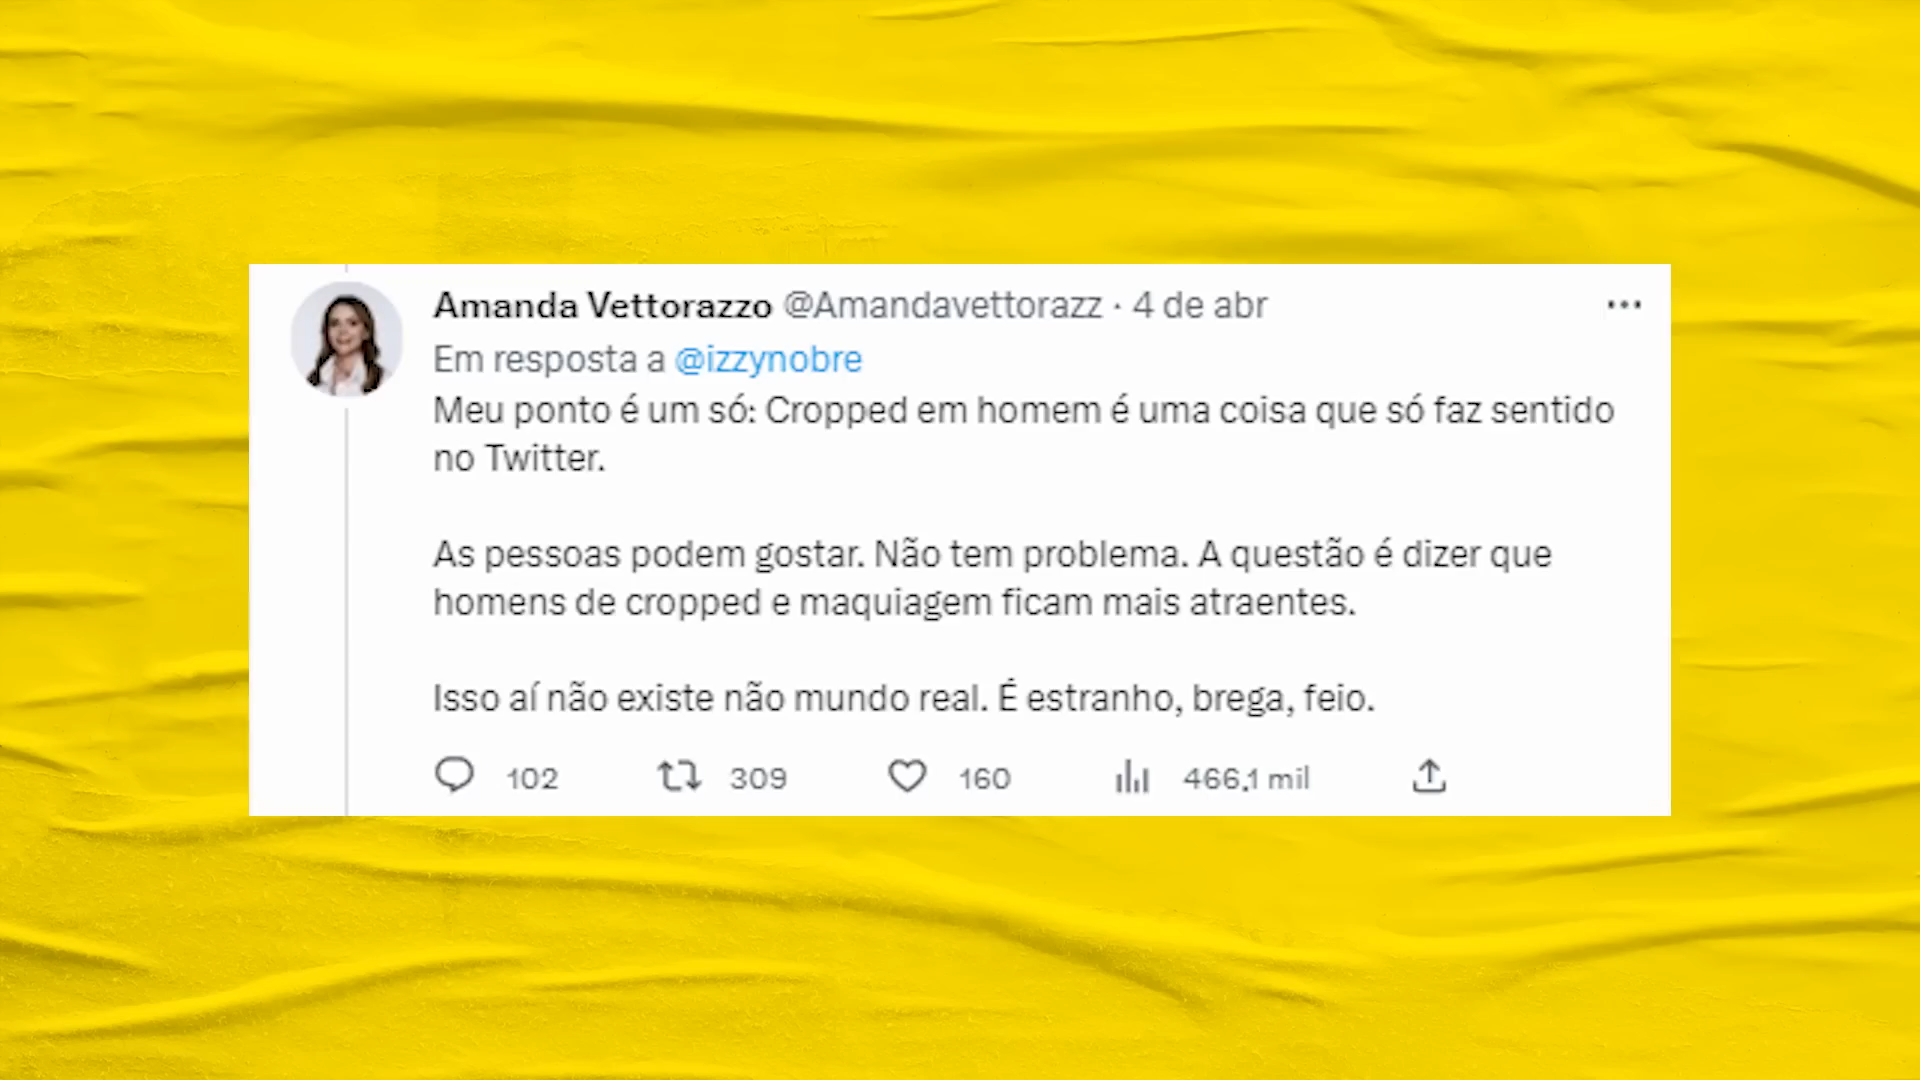 Amanda Vettorazzo @Amandavettorazz · 4 de abr
Em resposta a @izzynobre
Meu ponto é um só: Cropped em homem é uma coisa que só faz sentido
no Twitter.
As pessoas podem gostar. Não tem problema. A questão é dizer que
homens de cropped e maquiagem ficam mais atraentes.
Isso aí não existe não mundo real. É estranho, brega, feio.
102 309 160 466,1 mil